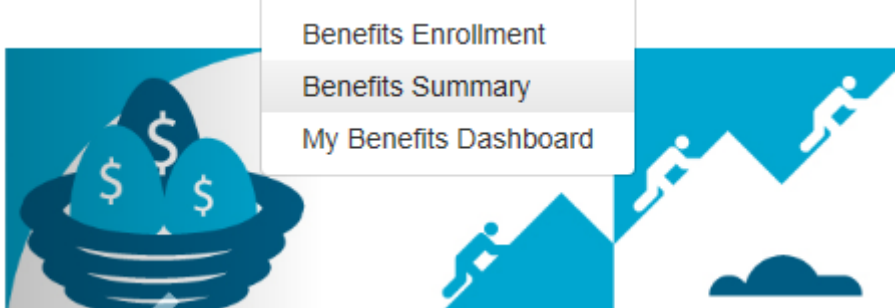 Benefits Enrollment
Benefits Summary
My Benefits Dashboard
$
$
$